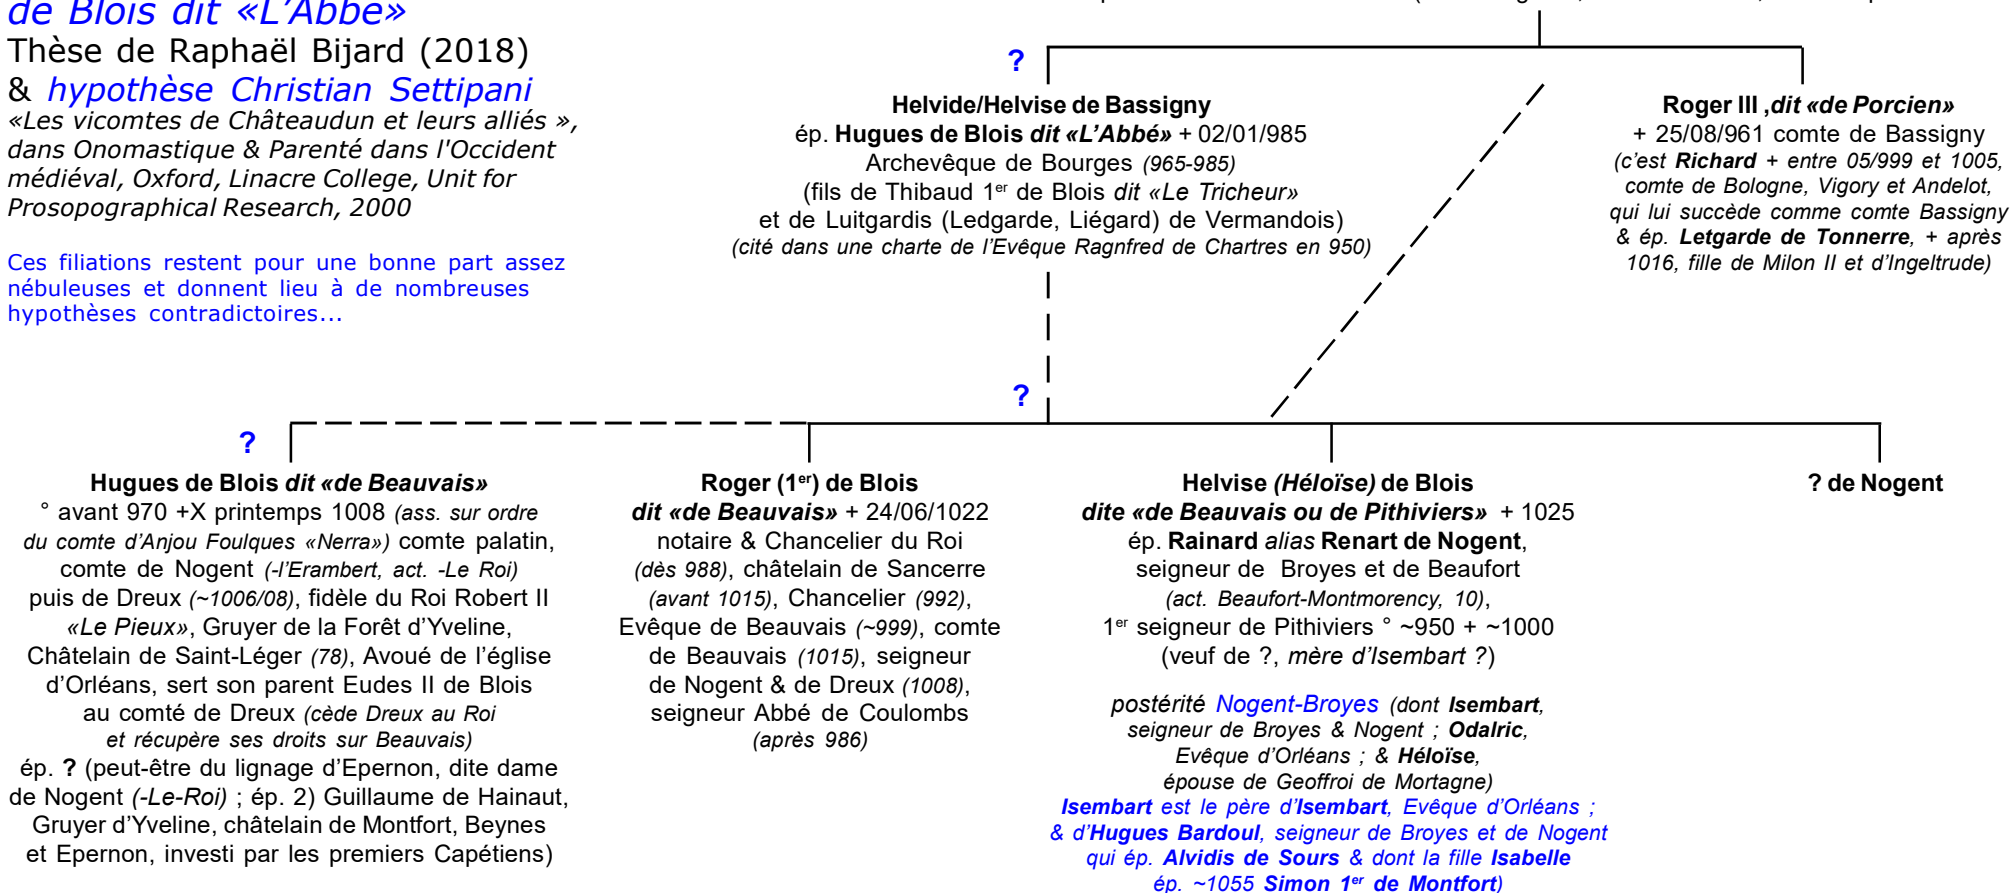 de Blois dit «L'Abbé»
Thèse de Raphaël Bijard (2018)
& hypothèse Christian Settipani
«Les vicomtes de Châteaudun et leurs alliés »,
dans Onomastique & Parenté dans l'Occident
médiéval, Oxford, Linacre College, Unit for
Prosopographical Research, 2000
Ces filiations restent pour une bonne part assez
nébuleuses et donnent lieu à de nombreuses
hypothèses contradictoires...
?
Helvide/Helvise de Bassigny
ép. Hugues de Blois dit «L'Abbé» + 02/01/985
Archevêque de Bourges (965-985)
(fils de Thibaud 1er de Blois dit «Le Tricheur»
et de Luitgardis (Ledgarde, Liégard) de Vermandois)
(cité dans une charte de l'Evêque Ragnfred de Chartres en 950)
Roger III ,dit «de Porcien»
+ 25/08/961 comte de Bassigny
(c'est Richard + entre 05/999 et 1005,
comte de Bologne, Vigory et Andelot,
qui lui succède comme comte Bassigny
& ép. Letgarde de Tonnerre, + après
1016, fille de Milon II et d'Ingeltrude)
?
?
Hugues de Blois dit «de Beauvais»
° avant 970 +X printemps 1008 (ass. sur ordre
du comte d'Anjou Foulques «Nerra») comte palatin,
comte de Nogent (-l'Erambert, act. -Le Roi)
puis de Dreux (~1006/08), fidèle du Roi Robert II
«Le Pieux», Gruyer de la Forêt d'Yveline,
Châtelain de Saint-Léger (78), Avoué de l'église
d'Orléans, sert son parent Eudes II de Blois
au comté de Dreux (cède Dreux au Roi
et récupère ses droits sur Beauvais)
ép. ? (peut-être du lignage d'Epernon, dite dame
de Nogent (-Le-Roi) ; ép. 2) Guillaume de Hainaut,
Gruyer d'Yveline, châtelain de Montfort, Beynes
et Epernon, investi par les premiers Capétiens)
Roger (1er) de Blois
dit «de Beauvais» + 24/06/1022
notaire & Chancelier du Roi
(dès 988), châtelain de Sancerre
(avant 1015), Chancelier (992),
Evêque de Beauvais (~999), comte
de Beauvais (1015), seigneur
de Nogent & de Dreux (1008),
seigneur Abbé de Coulombs
(après 986)
Helvise (Héloïse) de Blois
dite «de Beauvais ou de Pithiviers» + 1025
ép. Rainard alias Renart de Nogent,
seigneur de Broyes et de Beaufort
(act. Beaufort-Montmorency, 10),
1er seigneur de Pithiviers ° ~950 + ~1000
(veuf de ?, mère d'Isembart ?)
postérité Nogent-Broyes (dont Isembart,
seigneur de Broyes & Nogent ; Odalric,
Evêque d'Orléans ; & Héloïse,
épouse de Geoffroi de Mortagne)
Isembart est le père d'Isembart, Evêque d'Orléans ;
& d'Hugues Bardoul, seigneur de Broyes et de Nogent
qui ép. Alvidis de Sours & dont la fille Isabelle
ép. ~1055 Simon 1er de Montfort)
? de Nogent